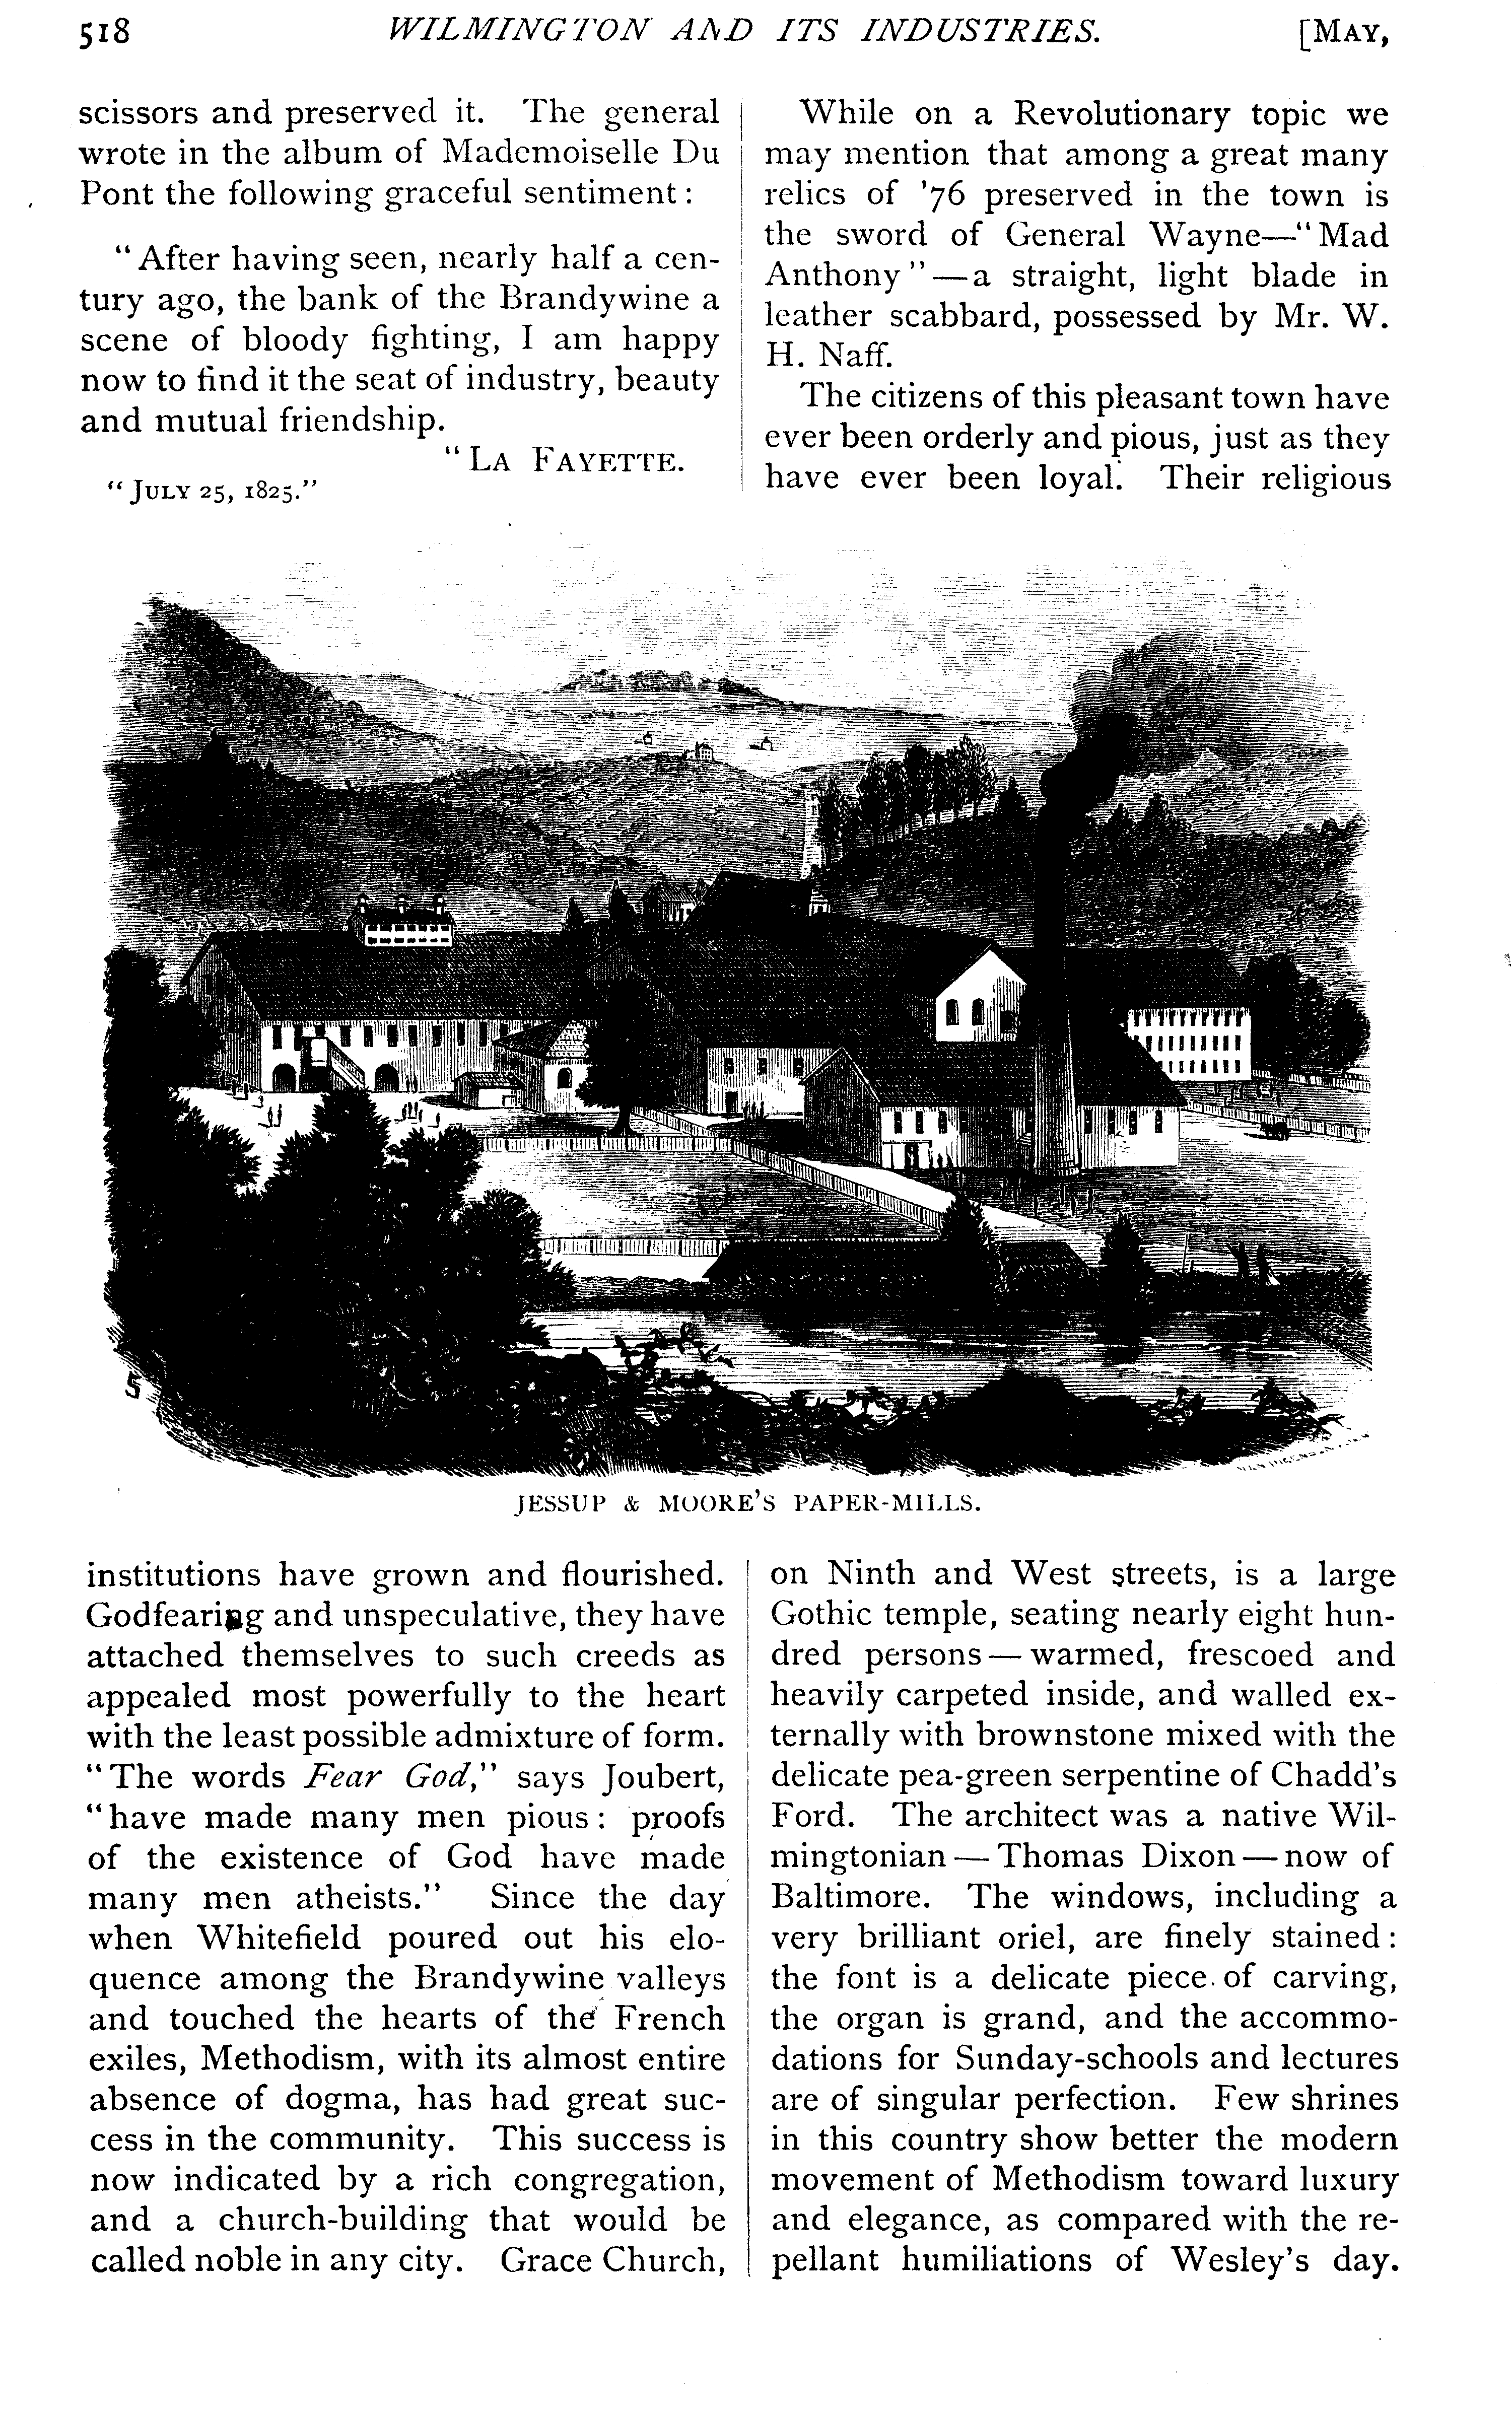 518 WILMINGTON AND ITS INDUSTRIES. [MAY,
scissors and preserved it. The general
wrote in the album of Mademoiselle Du
Pont the following graceful sentiment:
"After having seen, nearly half a cen-
tury ago, the bank of the Brandywine a
scene of bloody fighting, I am happy
now to find it the seat of industry, beauty
and mutual friendship.
"LA FAYETTE.
"JULY 25, 1825."
While on a Revolutionary topic we
may mention that among a great many
relics of '76 preserved in the town is
the sword of General Wayne—"Mad
Anthony"—a straight, light blade in
leather scabbard, possessed by Mr. W.
H. Naff.
The citizens of this pleasant town have
ever been orderly and pious, just as they
have ever been loyal. Their religious
JESSUP & MOORE'S PAPER-MILLS.
institutions have grown and flourished.
Godfearing and unspeculative, they have
attached themselves to such creeds as
appealed most powerfully to the heart
with the least possible admixture of form.
"The words Fear God," says Joubert,
"have made many men pious: proofs
of the existence of God have made
many men atheists." Since the day
when Whitefield poured out his elo-
quence among the Brandywine valleys
and touched the hearts of the French
exiles, Methodism, with its almost entire
absence of dogma, has had great suc-
cess in the community. This success is
now indicated by a rich congregation,
and a church-building that would be
called noble in any city. Grace Church,
on Ninth and West streets, is a large
Gothic temple, seating nearly eight hun-
dred persons—warmed, frescoed and
heavily carpeted inside, and walled ex-
ternally with brownstone mixed with the
delicate pea-green serpentine of Chadd's
Ford. The architect was a native Wil-
mingtonian—Thomas Dixon—now of
Baltimore. The windows, including a
very brilliant oriel, are finely stained:
the font is a delicate piece of carving,
the organ is grand, and the accommo-
dations for Sunday-schools and lectures
are of singular perfection. Few shrines
in this country show better the modern
movement of Methodism toward luxury
and elegance, as compared with the re-
pellant humiliations of Wesley's day.